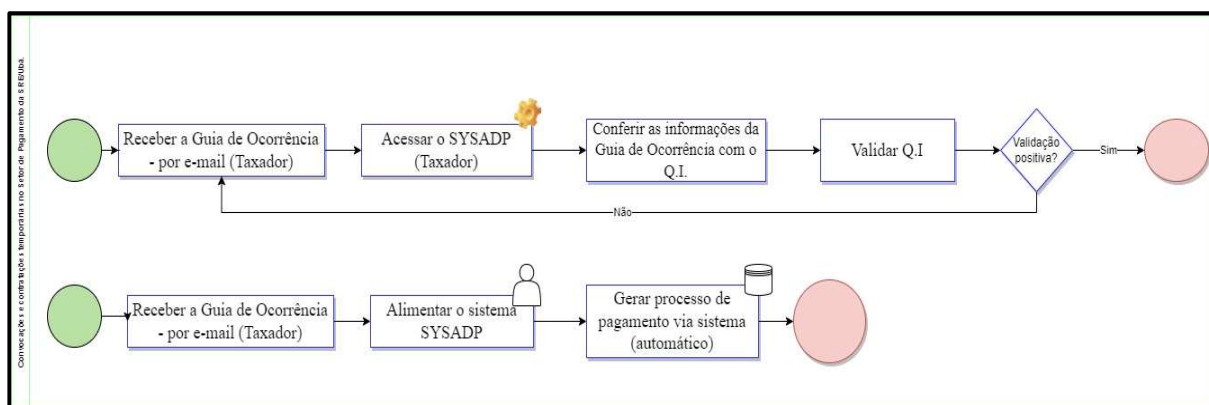 Convocações e contratações temporárias no Setor de Pagamento da SRE/Ubá.
Receber a Guia de Ocorrência
- por e-mail (Taxador)
Acessar o SYSADP
(Taxador)
Conferir as informações da
Guia de Ocorrência com o
Q.I.
Validar Q.I
Validação
positiva?
Sim
Não
Receber a Guia de Ocorrência
- por e-mail (Taxador)
Alimentar o sistema
SYSADP
Gerar processo de
pagamento via sistema
(automático)